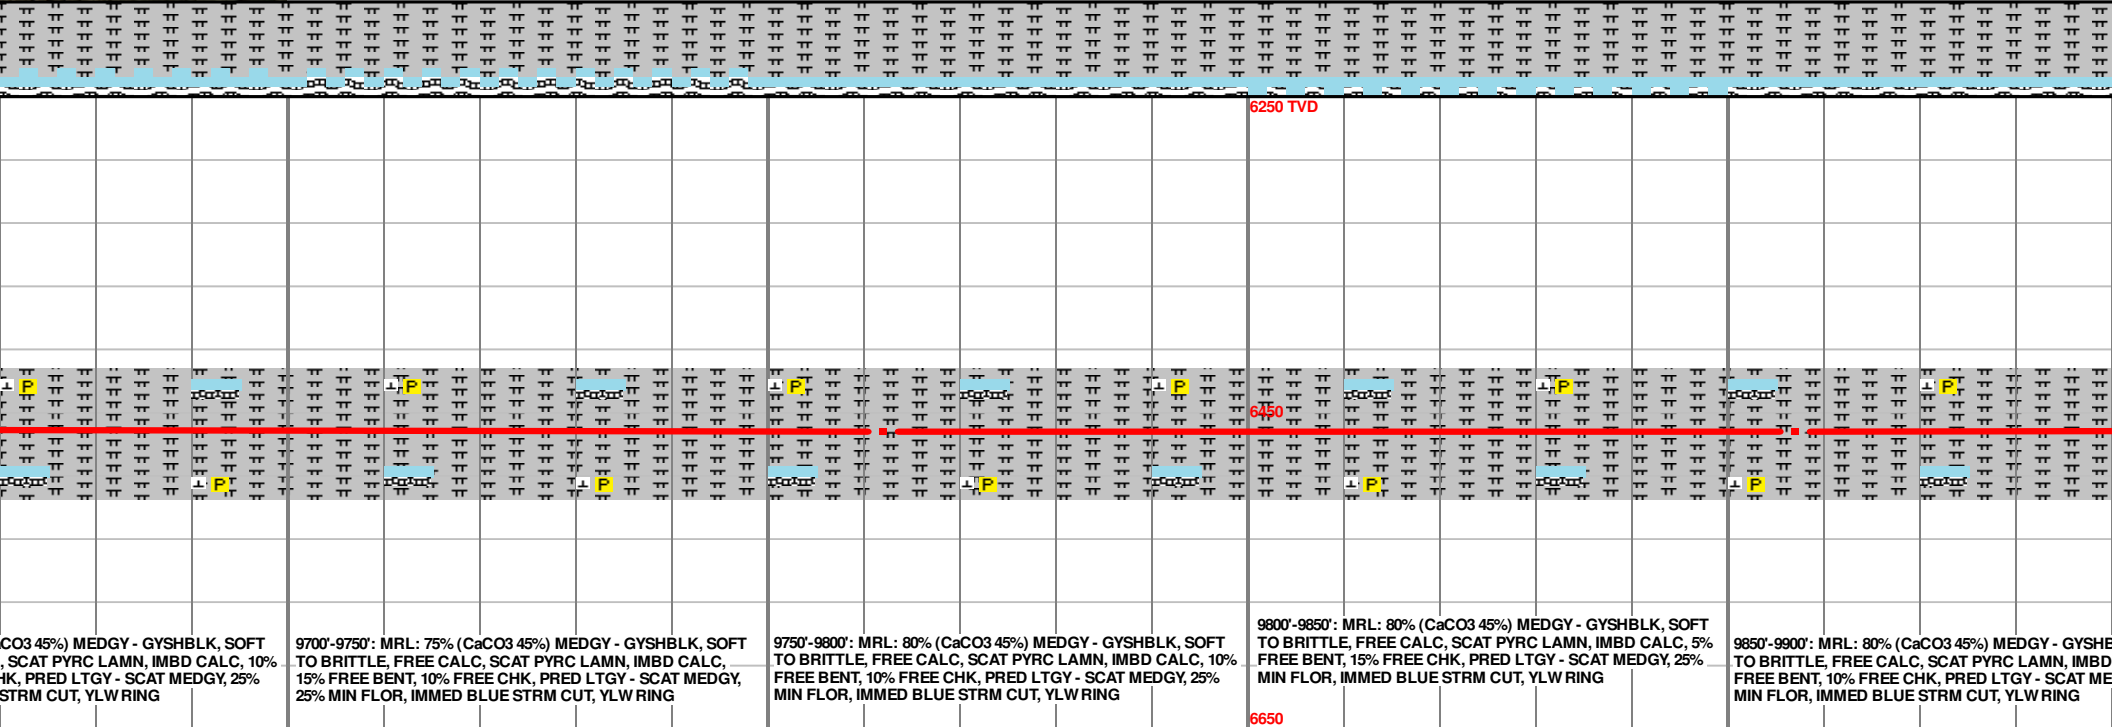 6250 TVD
P
P
P
P
P
P
6450
P
P
P
P
P
CO3 45%) MEDGY - GYSHBLK, SOFT
, SCAT PYRC LAMN, IMBD CALC, 10%
HK, PRED LTGY - SCAT MEDGY, 25%
STRM CUT, YLW RING
9700'-9750': MRL: 75% (CaCO3 45%) MEDGY - GYSHBLK, SOFT
TO BRITTLE, FREE CALC, SCAT PYRC LAMN, IMBD CALC,
15% FREE BENT, 10% FREE CHK, PRED LTGY - SCAT MEDGY,
25% MIN FLOR, IMMED BLUE STRM CUT, YLW RING
9750'-9800': MRL: 80% (CaCO3 45%) MEDGY - GYSHBLK, SOFT
TO BRITTLE, FREE CALC, SCAT PYRC LAMN, IMBD CALC, 10%
FREE BENT, 10% FREE CHK, PRED LTGY - SCAT MEDGY, 25%
MIN FLOR, IMMED BLUE STRM CUT, YLW RING
9800'-9850': MRL: 80% (CaCO3 45%) MEDGY - GYSHBLK, SOFT
TO BRITTLE, FREE CALC, SCAT PYRC LAMN, IMBD CALC, 5%
FREE BENT, 15% FREE CHK, PRED LTGY - SCAT MEDGY, 25%
MIN FLOR, IMMED BLUE STRM CUT, YLW RING
9850'-9900': MRL: 80% (CaCO3 45%) MEDGY - GYSHB
TO BRITTLE, FREE CALC, SCAT PYRC LAMN, IMBD
FREE BENT, 10% FREE CHK, PRED LTGY - SCAT ME
MIN FLOR, IMMED BLUE STRM CUT, YLW RING
6650